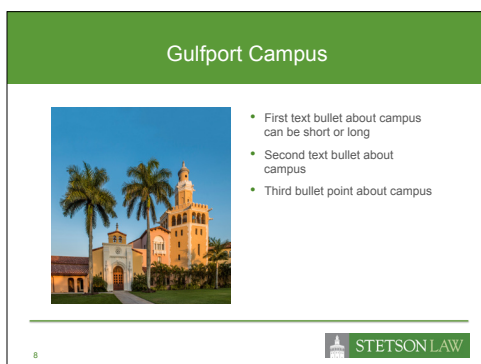 Gulfport Campus
• First text bullet about campus
can be short or long
• Second text bullet about
campus
• Third bullet point about campus
8
STETSON LAW